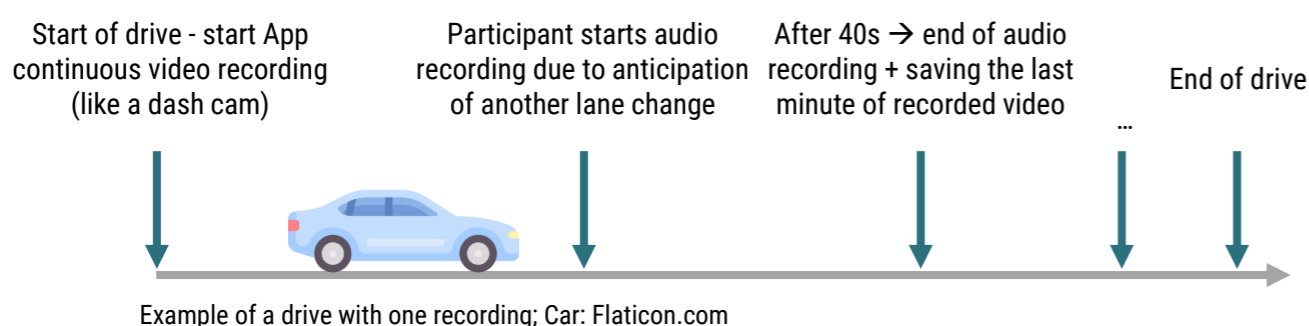 Start of drive - start App
continuous video recording
(like a dash cam)
Participant starts audio
recording due to anticipation
of another lane change
After 40s → end of audio
recording + saving the last
minute of recorded video
...
End of drive
Example of a drive with one recording; Car: Flaticon.com